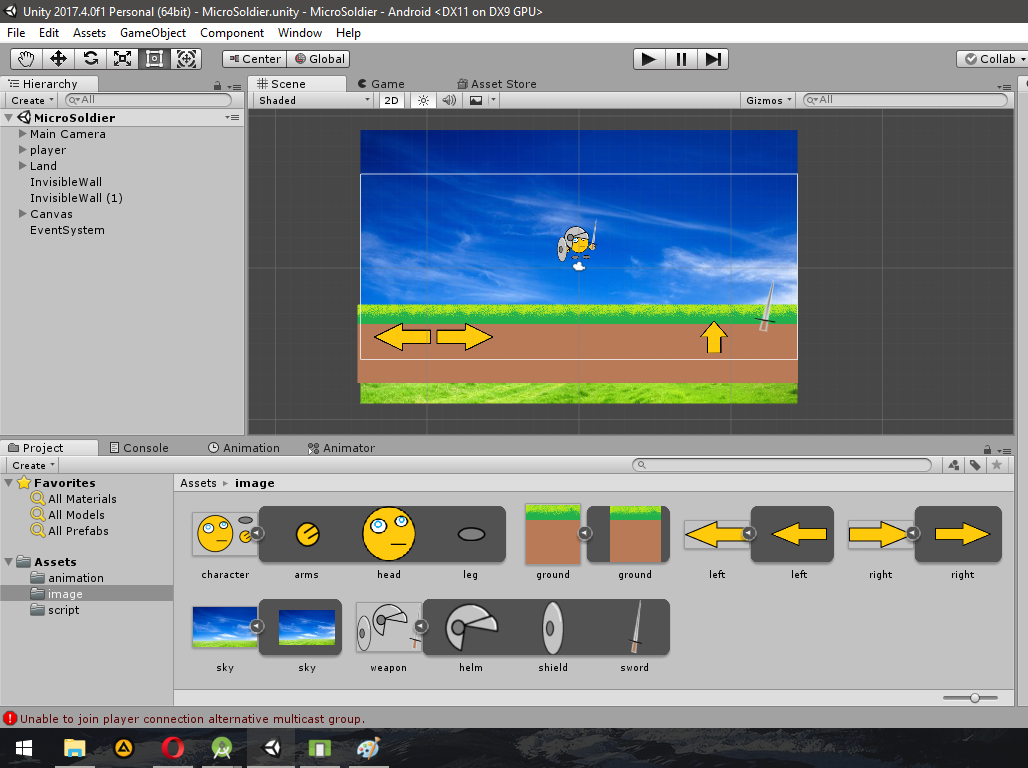 Unity 2017.4.0f1 Personal (64bit) - MicroSoldier.unity - MicroSoldier - Android <DX11 on DX9 GPU>
File Edit Assets GameObject Component Window Help
Center Global Collab
Hierarchy Scene Game Asset Store
Create All Shaded 2D Gizmos All
MicroSoldier
Main Camera
player
Land
InvisibleWall
InvisibleWall (1)
Canvas
EventSystem
Project Console Animation Animator
Create
Favorites
All Materials
All Models
All Prefabs
Assets
animation
image
script
Assets image
character arms head leg ground ground left left right right
sky sky weapon helm shield sword
Unable to join player connection alternative multicast group.